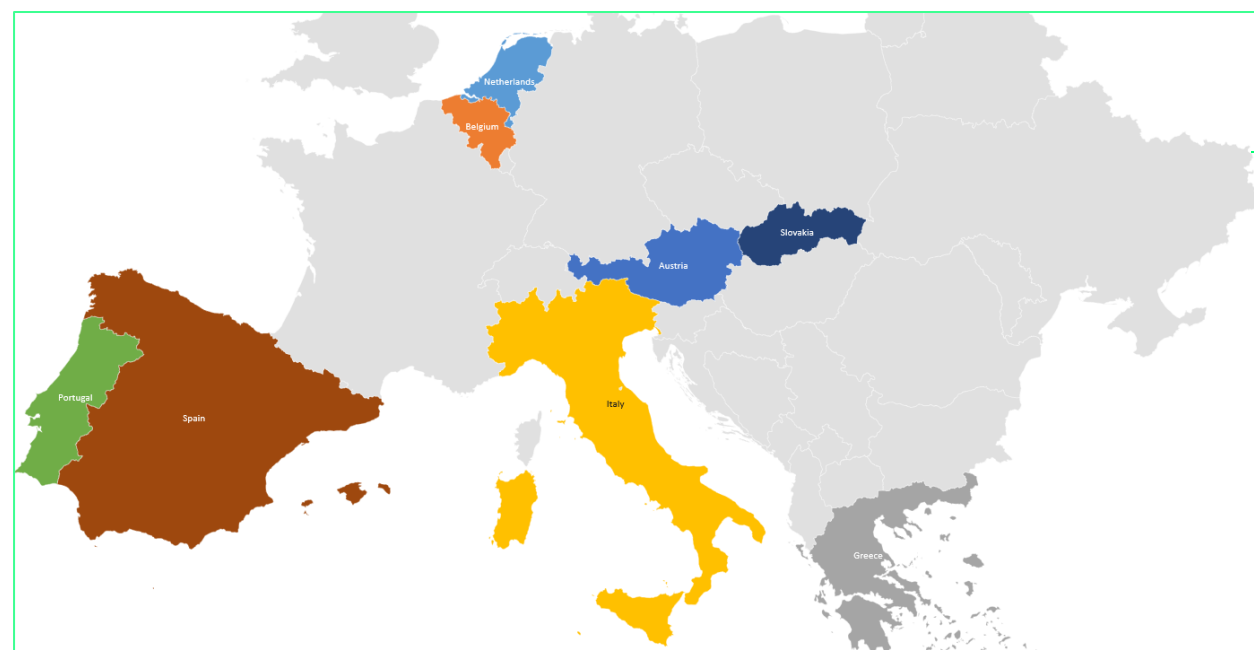 Netherlands
Belgium
Slovakia
Austria
Portugal
Italy
Spain
Greece